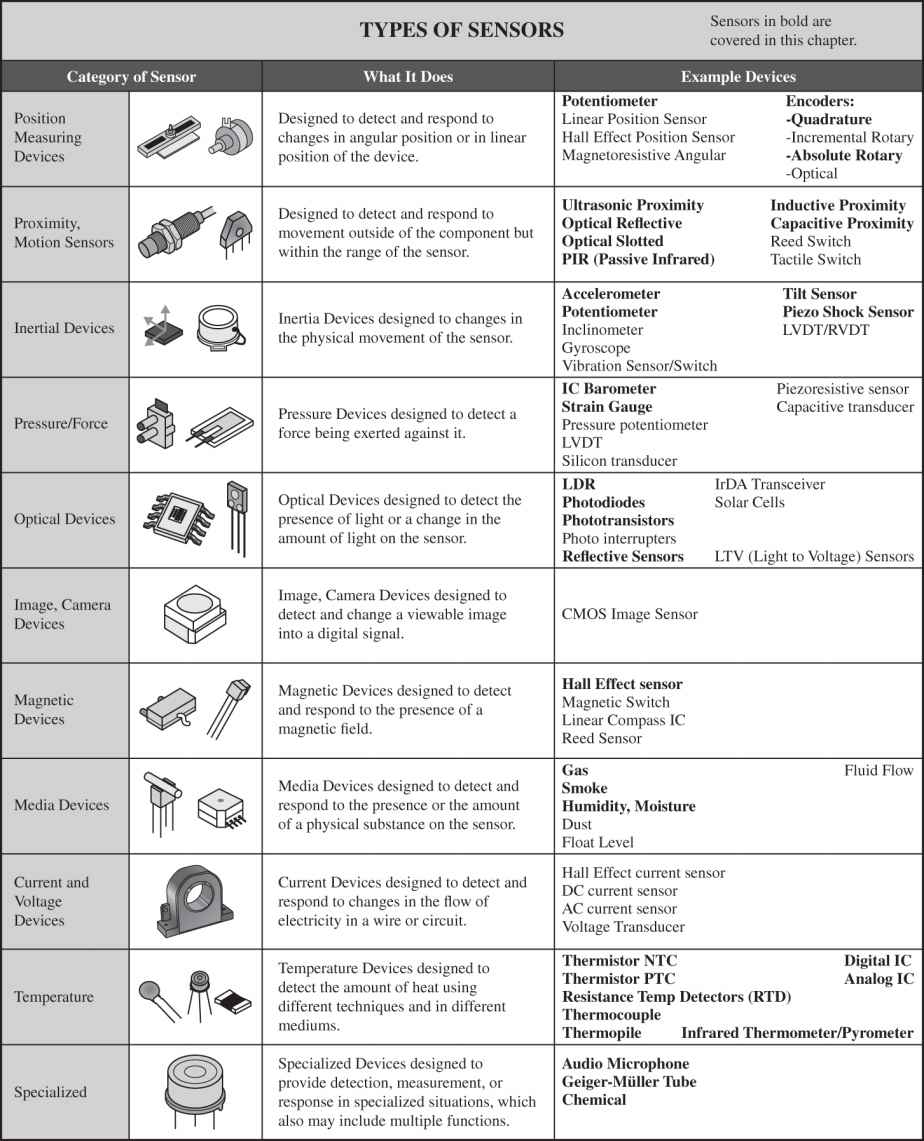 TYPES OF SENSORS
Sensors in bold are
covered in this chapter.
Category of Sensor
What It Does
Example Devices
Position
Measuring
Devices
Designed to detect and respond to
changes in angular position or in linear
position of the device.
Potentiometer
Linear Position Sensor
Hall Effect Position Sensor
Magnetoresistive Angular
Encoders:
-Quadrature
-Incremental Rotary
-Absolute Rotary
-Optical
Proximity,
Motion Sensors
Designed to detect and respond to
movement outside of the component but
within the range of the sensor.
Ultrasonic Proximity
Optical Reflective
Optical Slotted
PIR (Passive Infrared)
Inductive Proximity
Capacitive Proximity
Reed Switch
Tactile Switch
Inertial Devices
Inertia Devices designed to changes in
the physical movement of the sensor.
Accelerometer
Potentiometer
Inclinometer
Gyroscope
Vibration Sensor/Switch
Tilt Sensor
Piezo Shock Sensor
LVDT/RVDT
Pressure/Force
Pressure Devices designed to detect a
force being exerted against it.
IC Barometer
Strain Gauge
Pressure potentiometer
LVDT
Silicon transducer
Piezoresistive sensor
Capacitive transducer
Optical Devices
Optical Devices designed to detect the
presence of light or a change in the
amount of light on the sensor.
LDR
Photodiodes
Phototransistors
Photo interrupters
Reflective Sensors
IrDA Transceiver
Solar Cells
LTV (Light to Voltage) Sensors
Image, Camera
Devices
Image, Camera Devices designed to
detect and change a viewable image
into a digital signal.
CMOS Image Sensor
Magnetic
Devices
Magnetic Devices designed to detect
and respond to the presence of a
magnetic field.
Hall Effect sensor
Magnetic Switch
Linear Compass IC
Reed Sensor
Media Devices
Media Devices designed to detect and
respond to the presence or the amount
of a physical substance on the sensor.
Gas
Smoke
Humidity, Moisture
Dust
Float Level
Fluid Flow
Current and
Voltage
Devices
Current Devices designed to detect and
respond to changes in the flow of
electricity in a wire or circuit.
Hall Effect current sensor
DC current sensor
AC current sensor
Voltage Transducer
Temperature
Temperature Devices designed to
detect the amount of heat using
different techniques and in different
mediums.
Thermistor NTC
Thermistor PTC
Resistance Temp Detectors (RTD)
Thermocouple
Thermopile
Digital IC
Analog IC
Infrared Thermometer/Pyrometer
Specialized
Specialized Devices designed to
provide detection, measurement, or
response in specialized situations, which
also may include multiple functions.
Audio Microphone
Geiger-Müller Tube
Chemical